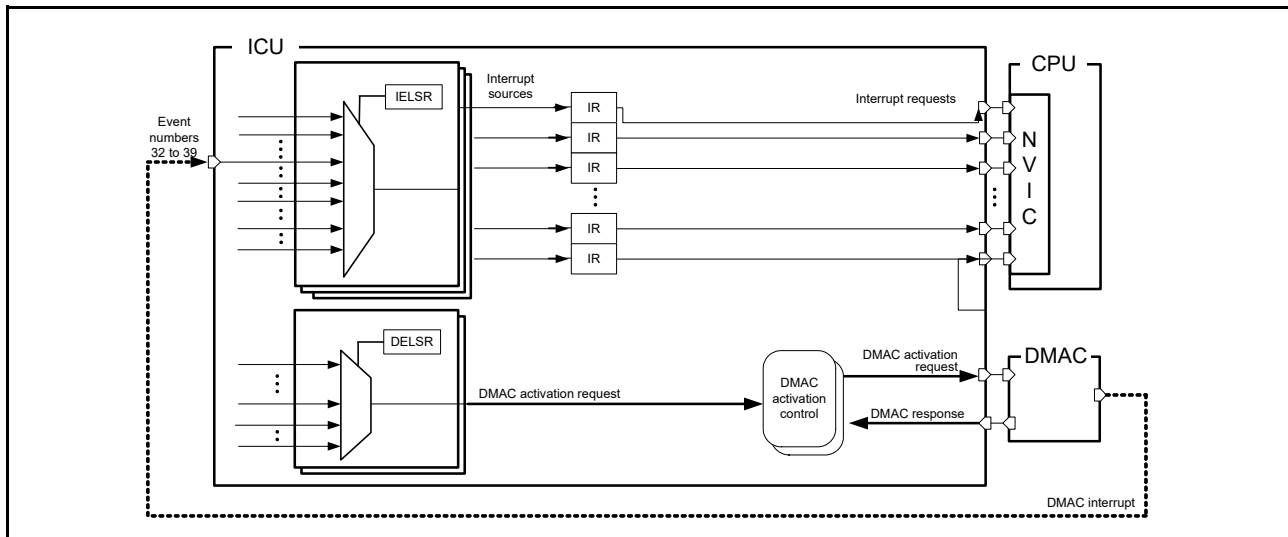 ICU
CPU
IELSR
Interrupt
sources
Interrupt requests
Event
numbers
32 to 39
IR
IR
IR
IR
IR
N
V
I
C
DELSR
DMAC activation request
DMAC
activation
control
DMAC activation
request
DMAC response
DMAC
DMAC interrupt